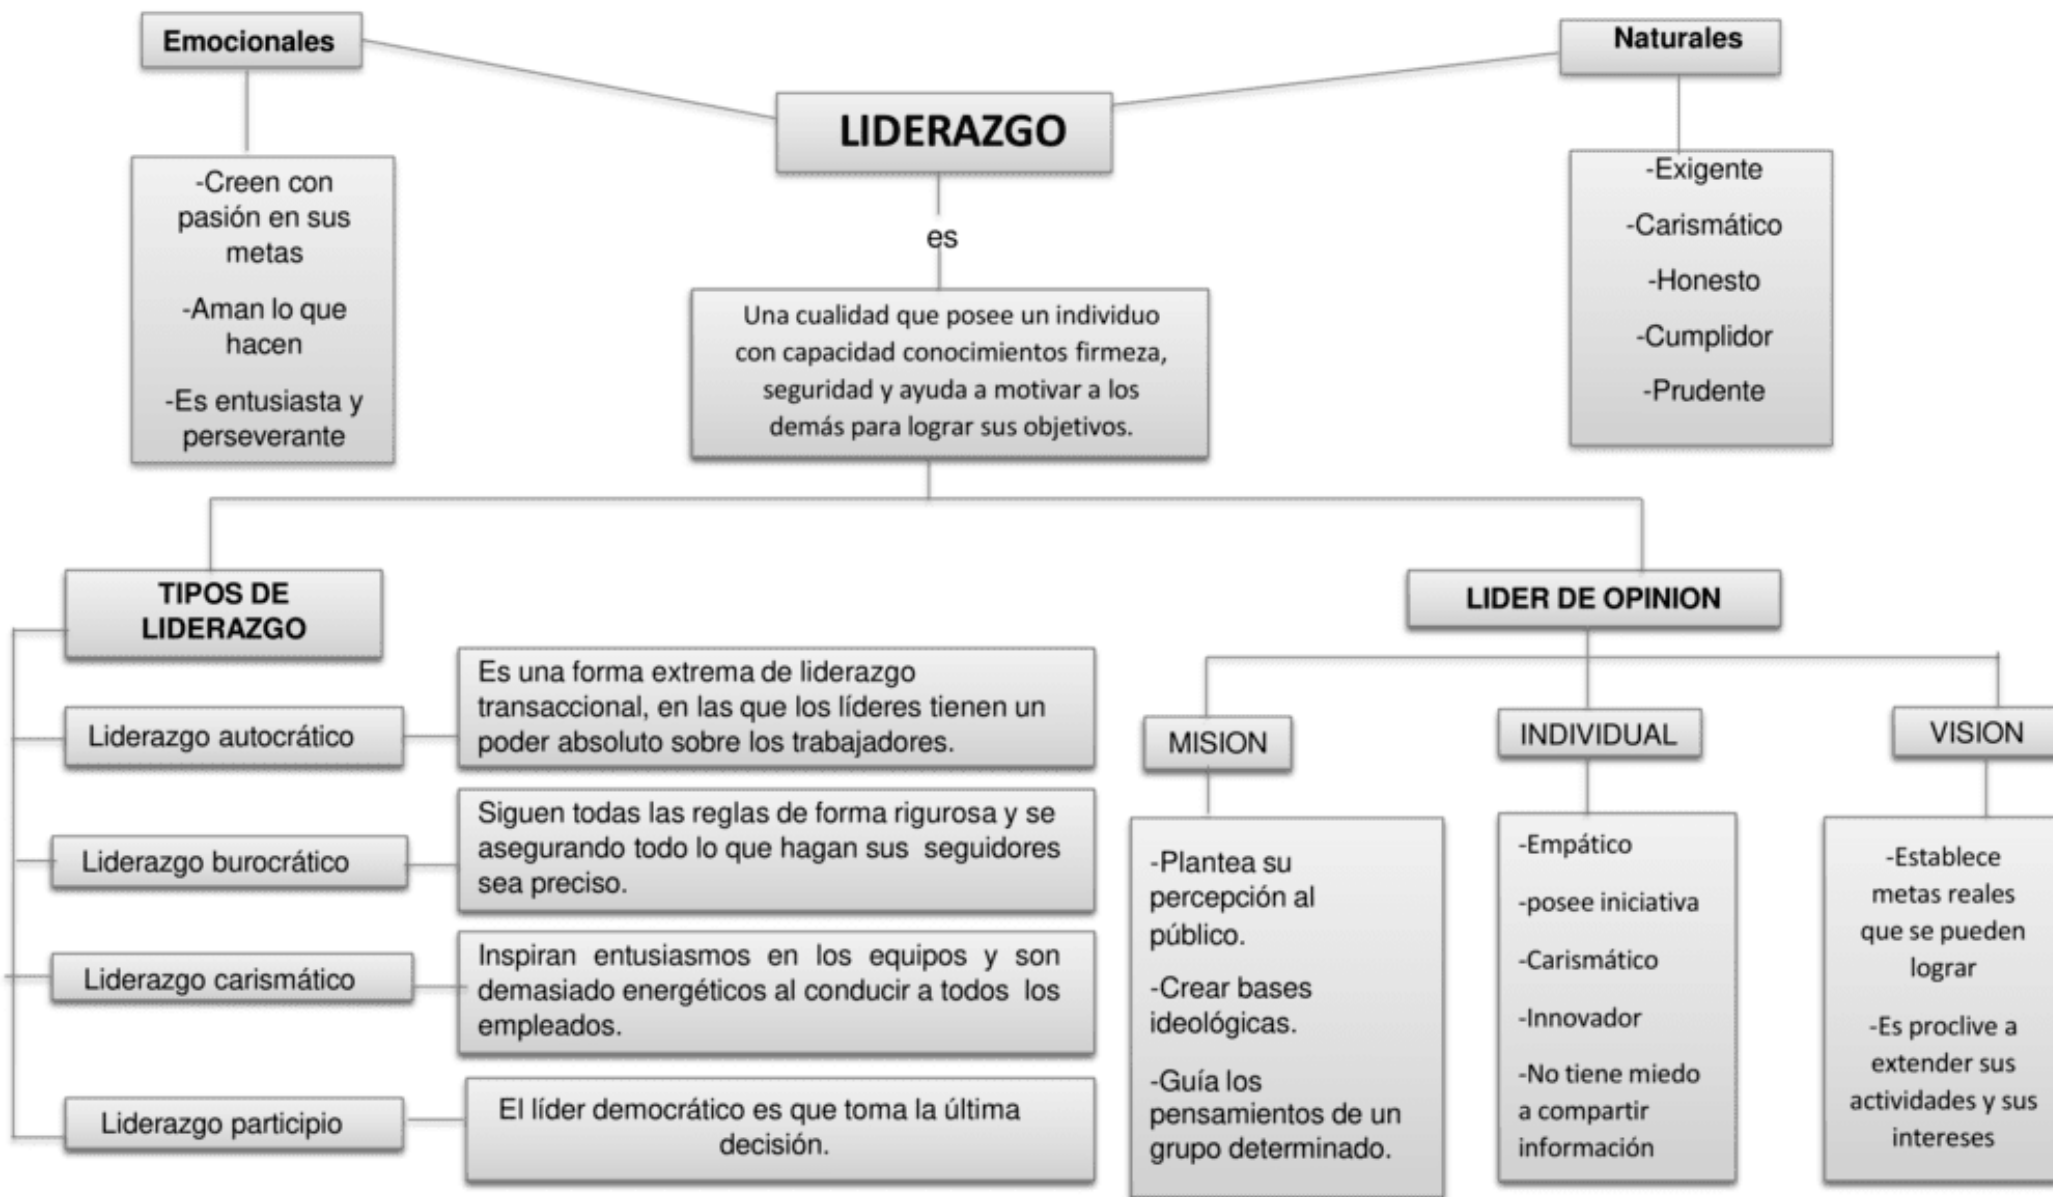 Emocionales
Naturales
LIDERAZGO
-Creen con
pasión en sus
metas
-Aman lo que
hacen
-Es entusiasta y
perseverante
es
Una cualidad que posee un individuo
con capacidad conocimientos firmeza,
seguridad y ayuda a motivar a los
demás para lograr sus objetivos.
-Exigente
-Carismático
-Honesto
-Cumplidor
-Prudente
TIPOS DE
LIDERAZGO
Liderazgo autocrático
Es una forma extrema de liderazgo
transaccional, en las que los líderes tienen un
poder absoluto sobre los trabajadores.
Liderazgo burocrático
Siguen todas las reglas de forma rigurosa y se
asegurando todo lo que hagan sus seguidores
sea preciso.
Liderazgo carismático
Inspiran entusiasmos en los equipos y son
demasiado energéticos al conducir a todos los
empleados.
Liderazgo participio
El líder democrático es que toma la última
decisión.
LIDER DE OPINION
MISION
-Plantea su
percepción al
público.
-Crear bases
ideológicas.
-Guía los
pensamientos de un
grupo determinado.
INDIVIDUAL
-Empático
-posee iniciativa
-Carismático
-Innovador
-No tiene miedo
a compartir
información
VISION
-Establece
metas reales
que se pueden
lograr
-Es proclive a
extender sus
actividades y sus
intereses